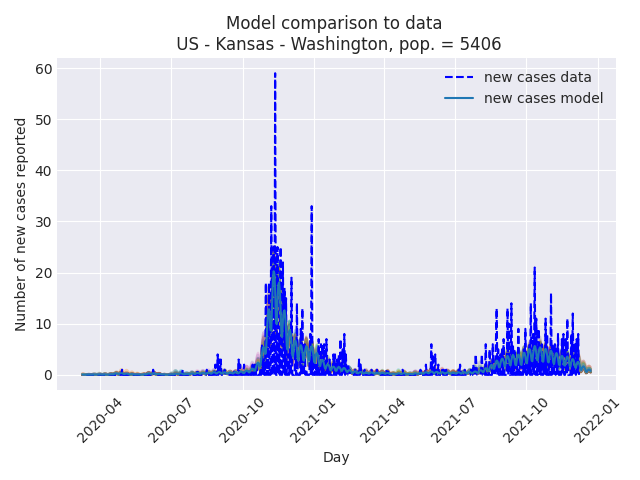 Model comparison to data
US - Kansas - Washington, pop. = 5406
new cases data
new cases model
Number of new cases reported
60
50
40
30
20
10
0
2020-04
2020-07
2020-10
2021-01
2021-04
2021-07
2021-10
2022-01
Day